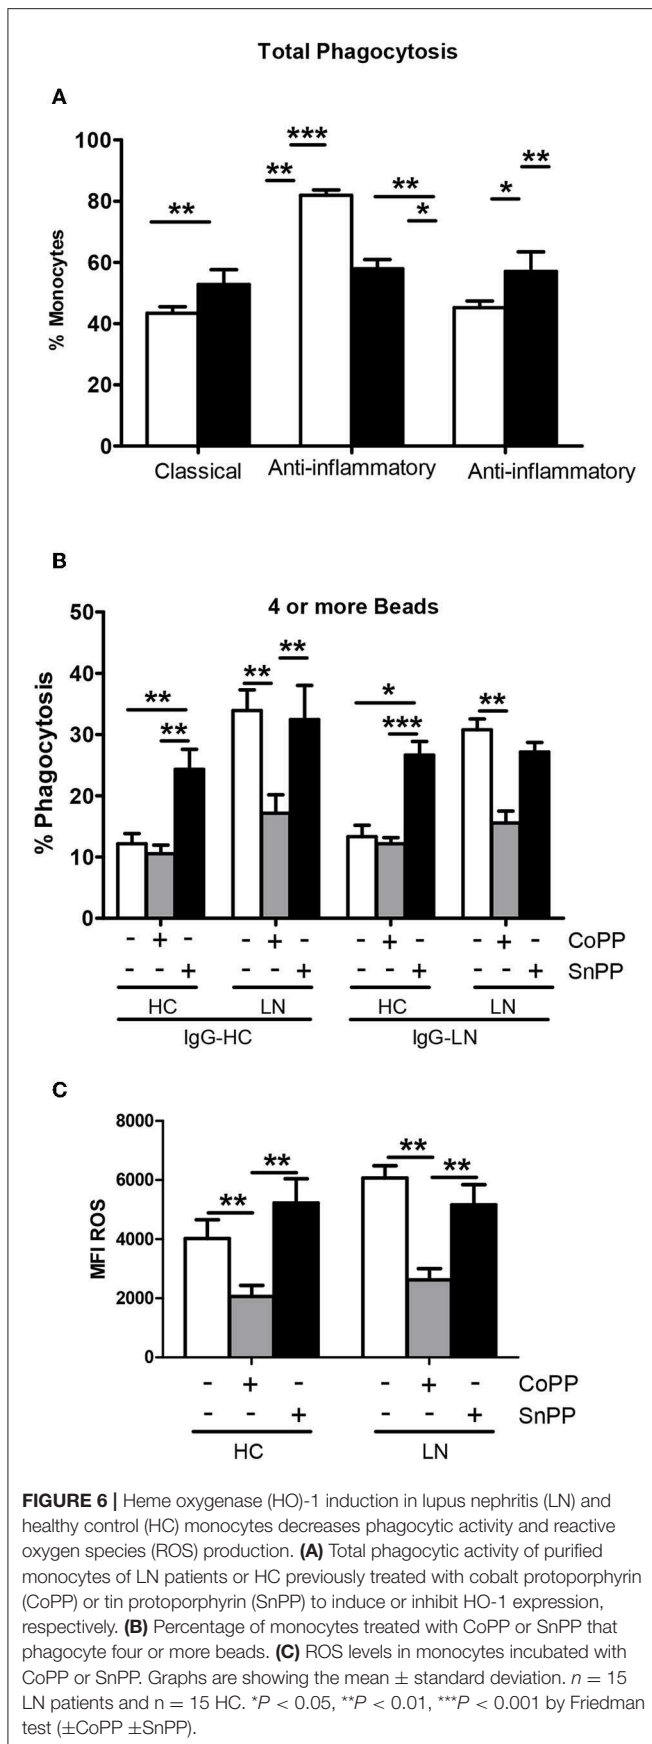 Total Phagocytosis
A
***
**
**
**
**
*
*
100
80
60
40
20
0
% Monocytes
Classical
Anti-inflammatory
Anti-inflammatory
B
4 or more Beads
50
40
30
20
10
0
% Phagocytosis
**
**
**
**
*
***
**
- + - - + - - + - - + - CoPP
- - + - - + - - + - - + SnPP
HC LN HC LN
IgG-HC IgG-LN
C
8000
6000
4000
2000
0
MFI ROS
**
**
**
**
- + - - + - CoPP
- - + - - + SnPP
HC LN
FIGURE 6 | Heme oxygenase (HO)-1 induction in lupus nephritis (LN) and
healthy control (HC) monocytes decreases phagocytic activity and reactive
oxygen species (ROS) production. (A) Total phagocytic activity of purified
monocytes of LN patients or HC previously treated with cobalt protoporphyrin
(CoPP) or tin protoporphyrin (SnPP) to induce or inhibit HO-1 expression,
respectively. (B) Percentage of monocytes treated with CoPP or SnPP that
phagocyte four or more beads. (C) ROS levels in monocytes incubated with
CoPP or SnPP. Graphs are showing the mean ± standard deviation. n = 15
LN patients and n = 15 HC. *P < 0.05, **P < 0.01, ***P < 0.001 by Friedman
test (±CoPP ±SnPP).